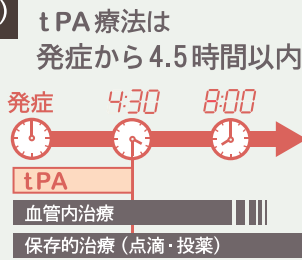 )
tPA療法は
発症から4.5時間以内
発症 4:30 8:00
tPA
血管内治療
保存的治療（点滴・投薬）